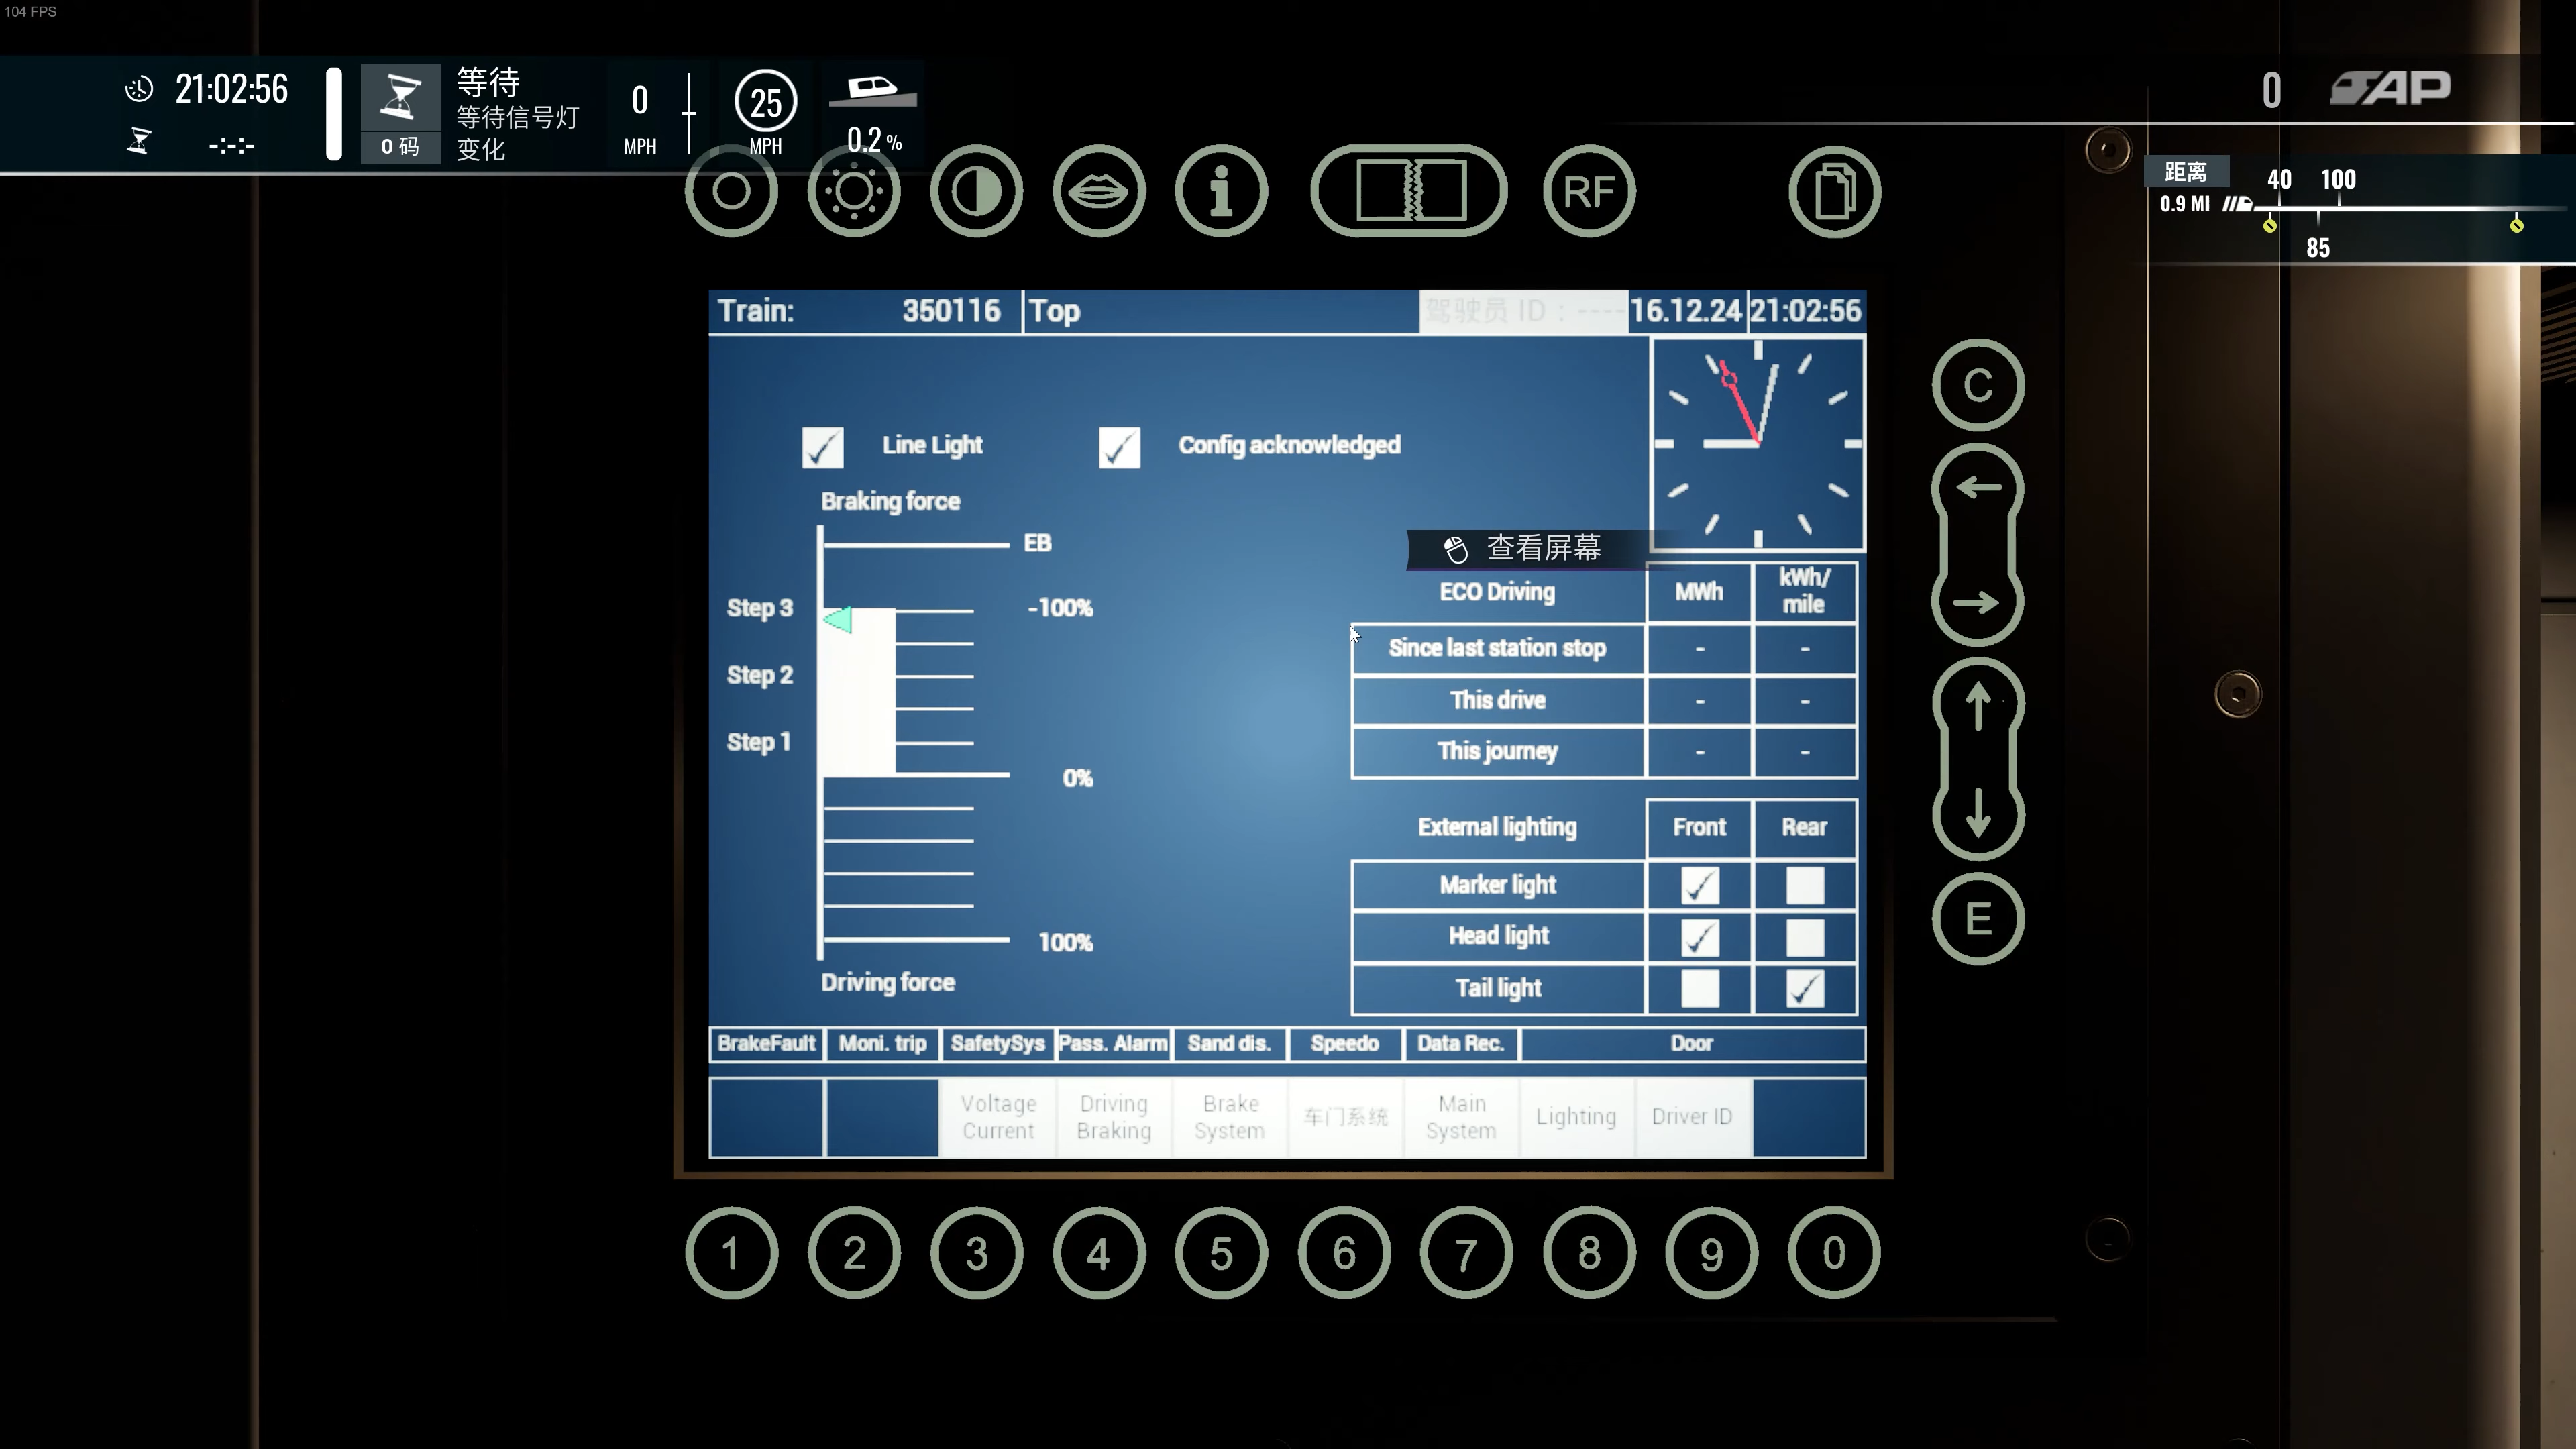 104 FPS
21:02:56
-:-:-
等待
等待信号灯
变化
0 码
0
MPH
25
MPH
0.2 %
0
TAP
距离
0.9 MI
40
100
85
RF
Train:
350116
Top
驾驶员 ID : ----
16.12.24
21:02:56
Line Light
Config acknowledged
Braking force
EB
Step 3
-100%
Step 2
Step 1
0%
100%
Driving force
查看屏幕
ECO Driving
MWh
kWh/
mile
Since last station stop
-
-
This drive
-
-
This journey
-
-
External lighting
Front
Rear
Marker light
Head light
Tail light
BrakeFault
Moni. trip
SafetySys
Pass. Alarm
Sand dis.
Speedo
Data Rec.
Door
Voltage
Current
Driving
Braking
Brake
System
车门系统
Main
System
Lighting
Driver ID
C
E
1
2
3
4
5
6
7
8
9
0